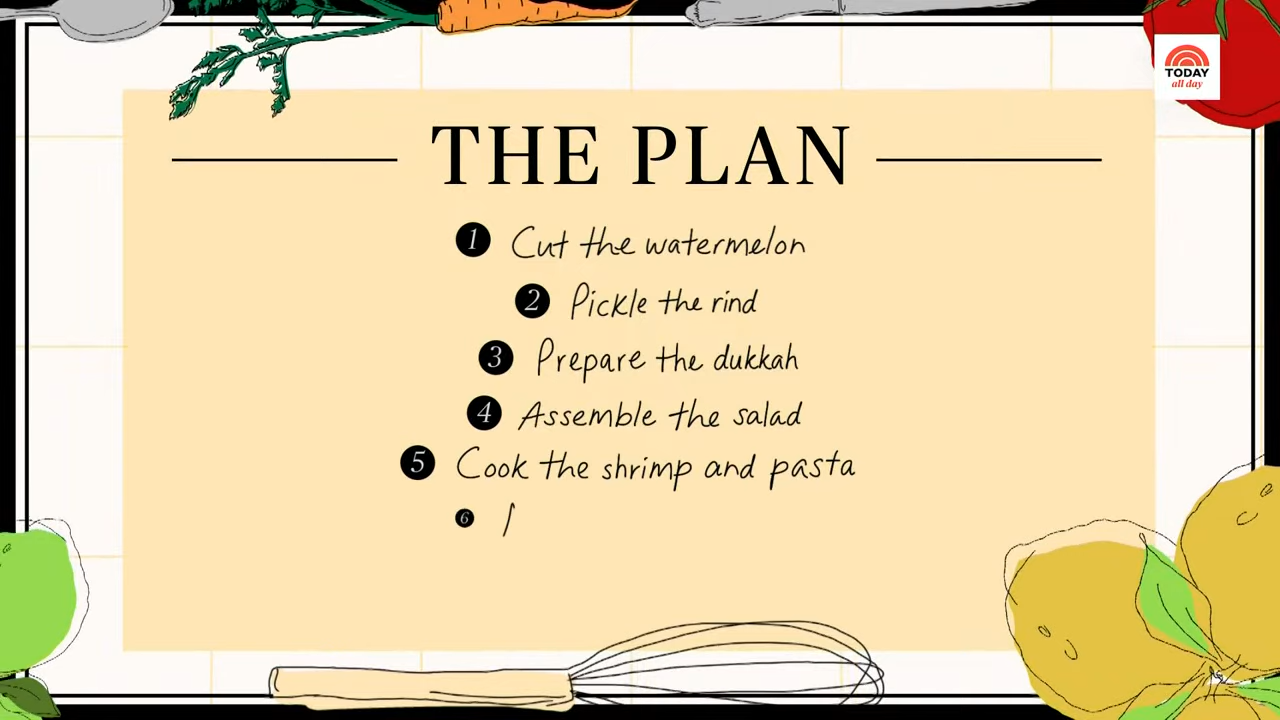 TODAY
all day
THE PLAN
1 Cut the watermelon
2 Pickle the rind
3 Prepare the dukkah
4 Assemble the salad
5 Cook the shrimp and pasta
6